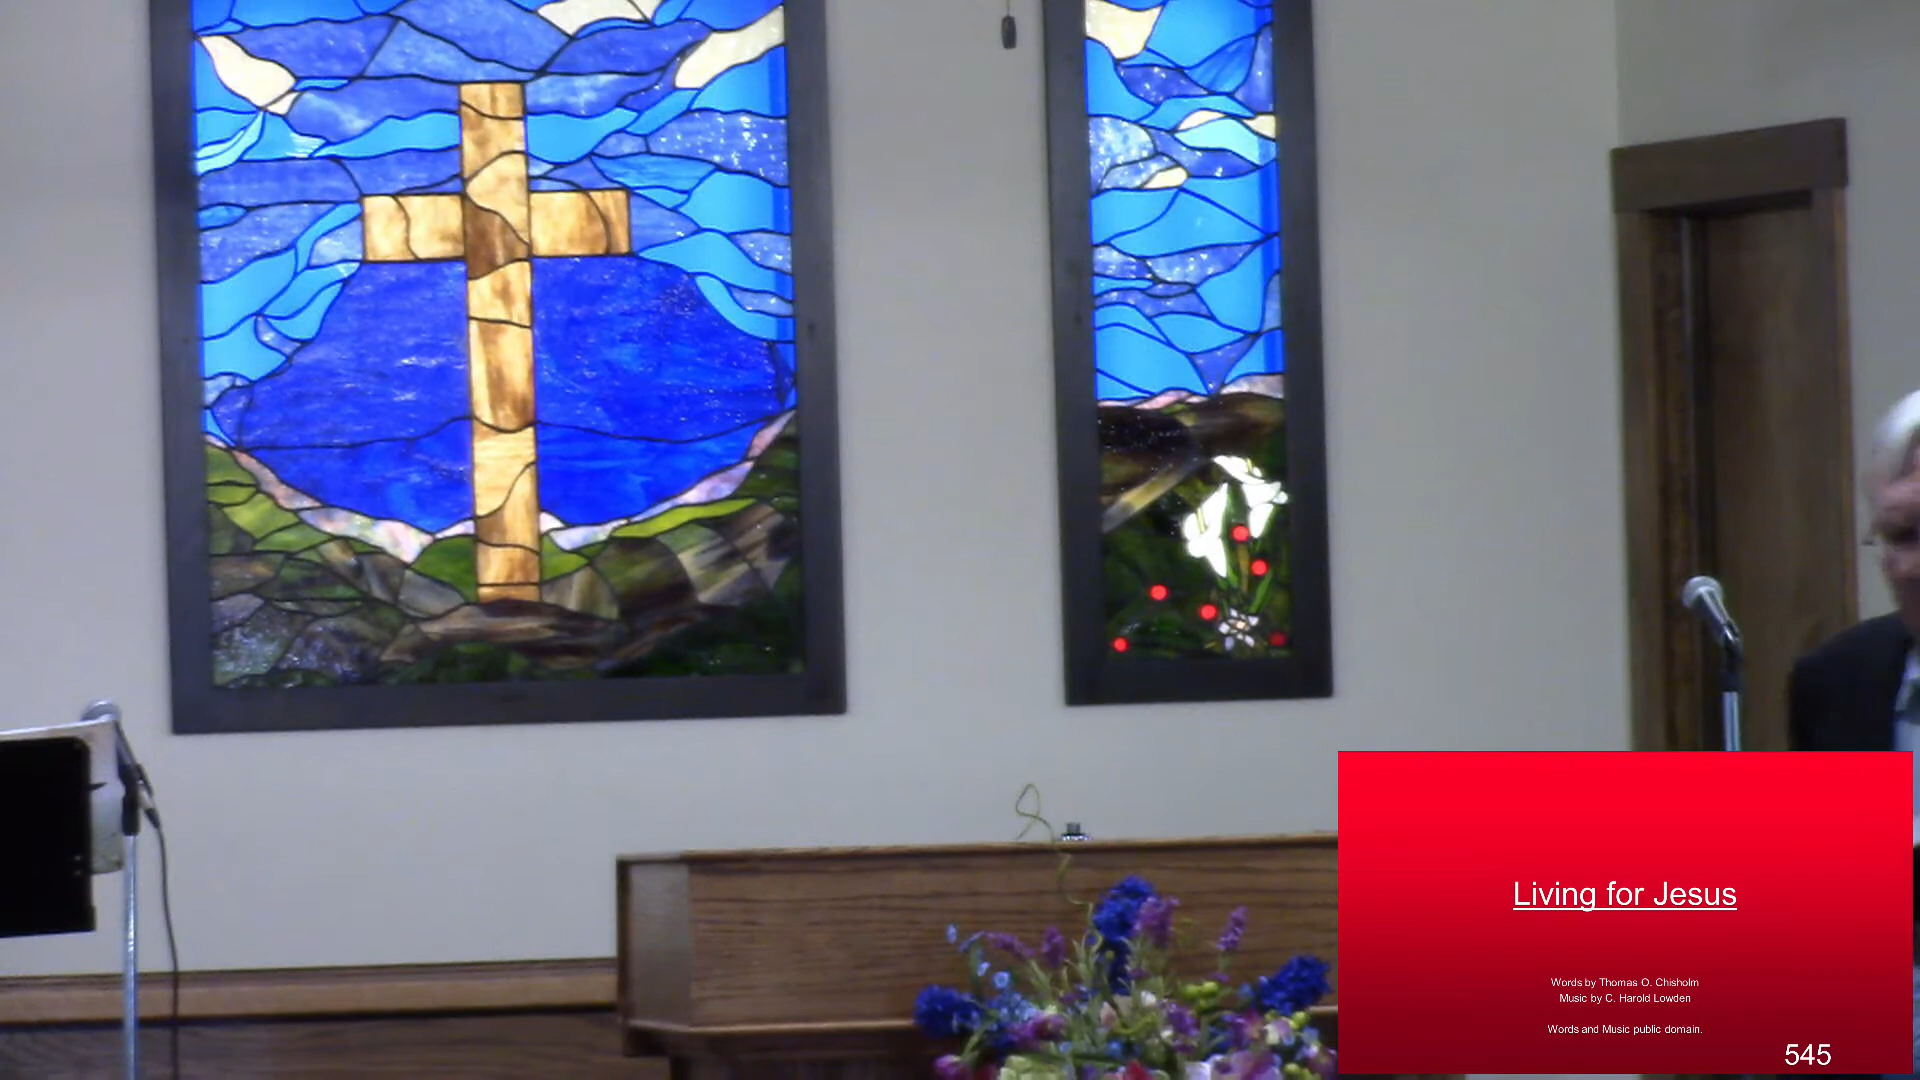 Living for Jesus
Words by Thomas O. Chisholm
Music by C. Harold Lowden
Words and Music public domain.
545